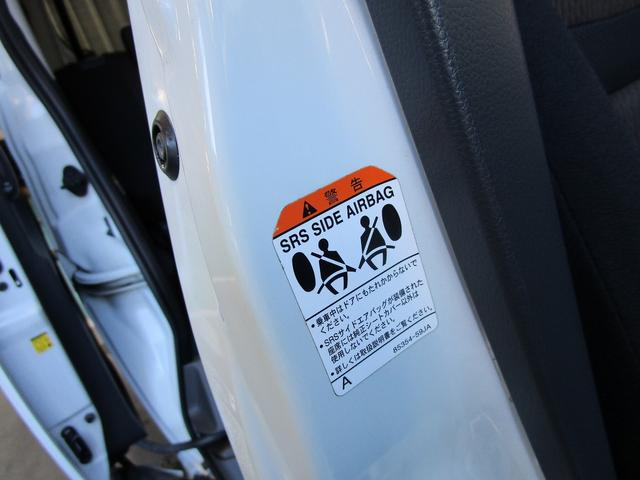 警告
SRS SIDE AIRBAG
・乗車中はドアにもたれかからないで
ください。
・SRSサイドエアバッグが装備された
座席には純正シートカバー以外は
使用しないでください。
・詳しくは取扱説明書をご覧ください。
A 85354-59JA